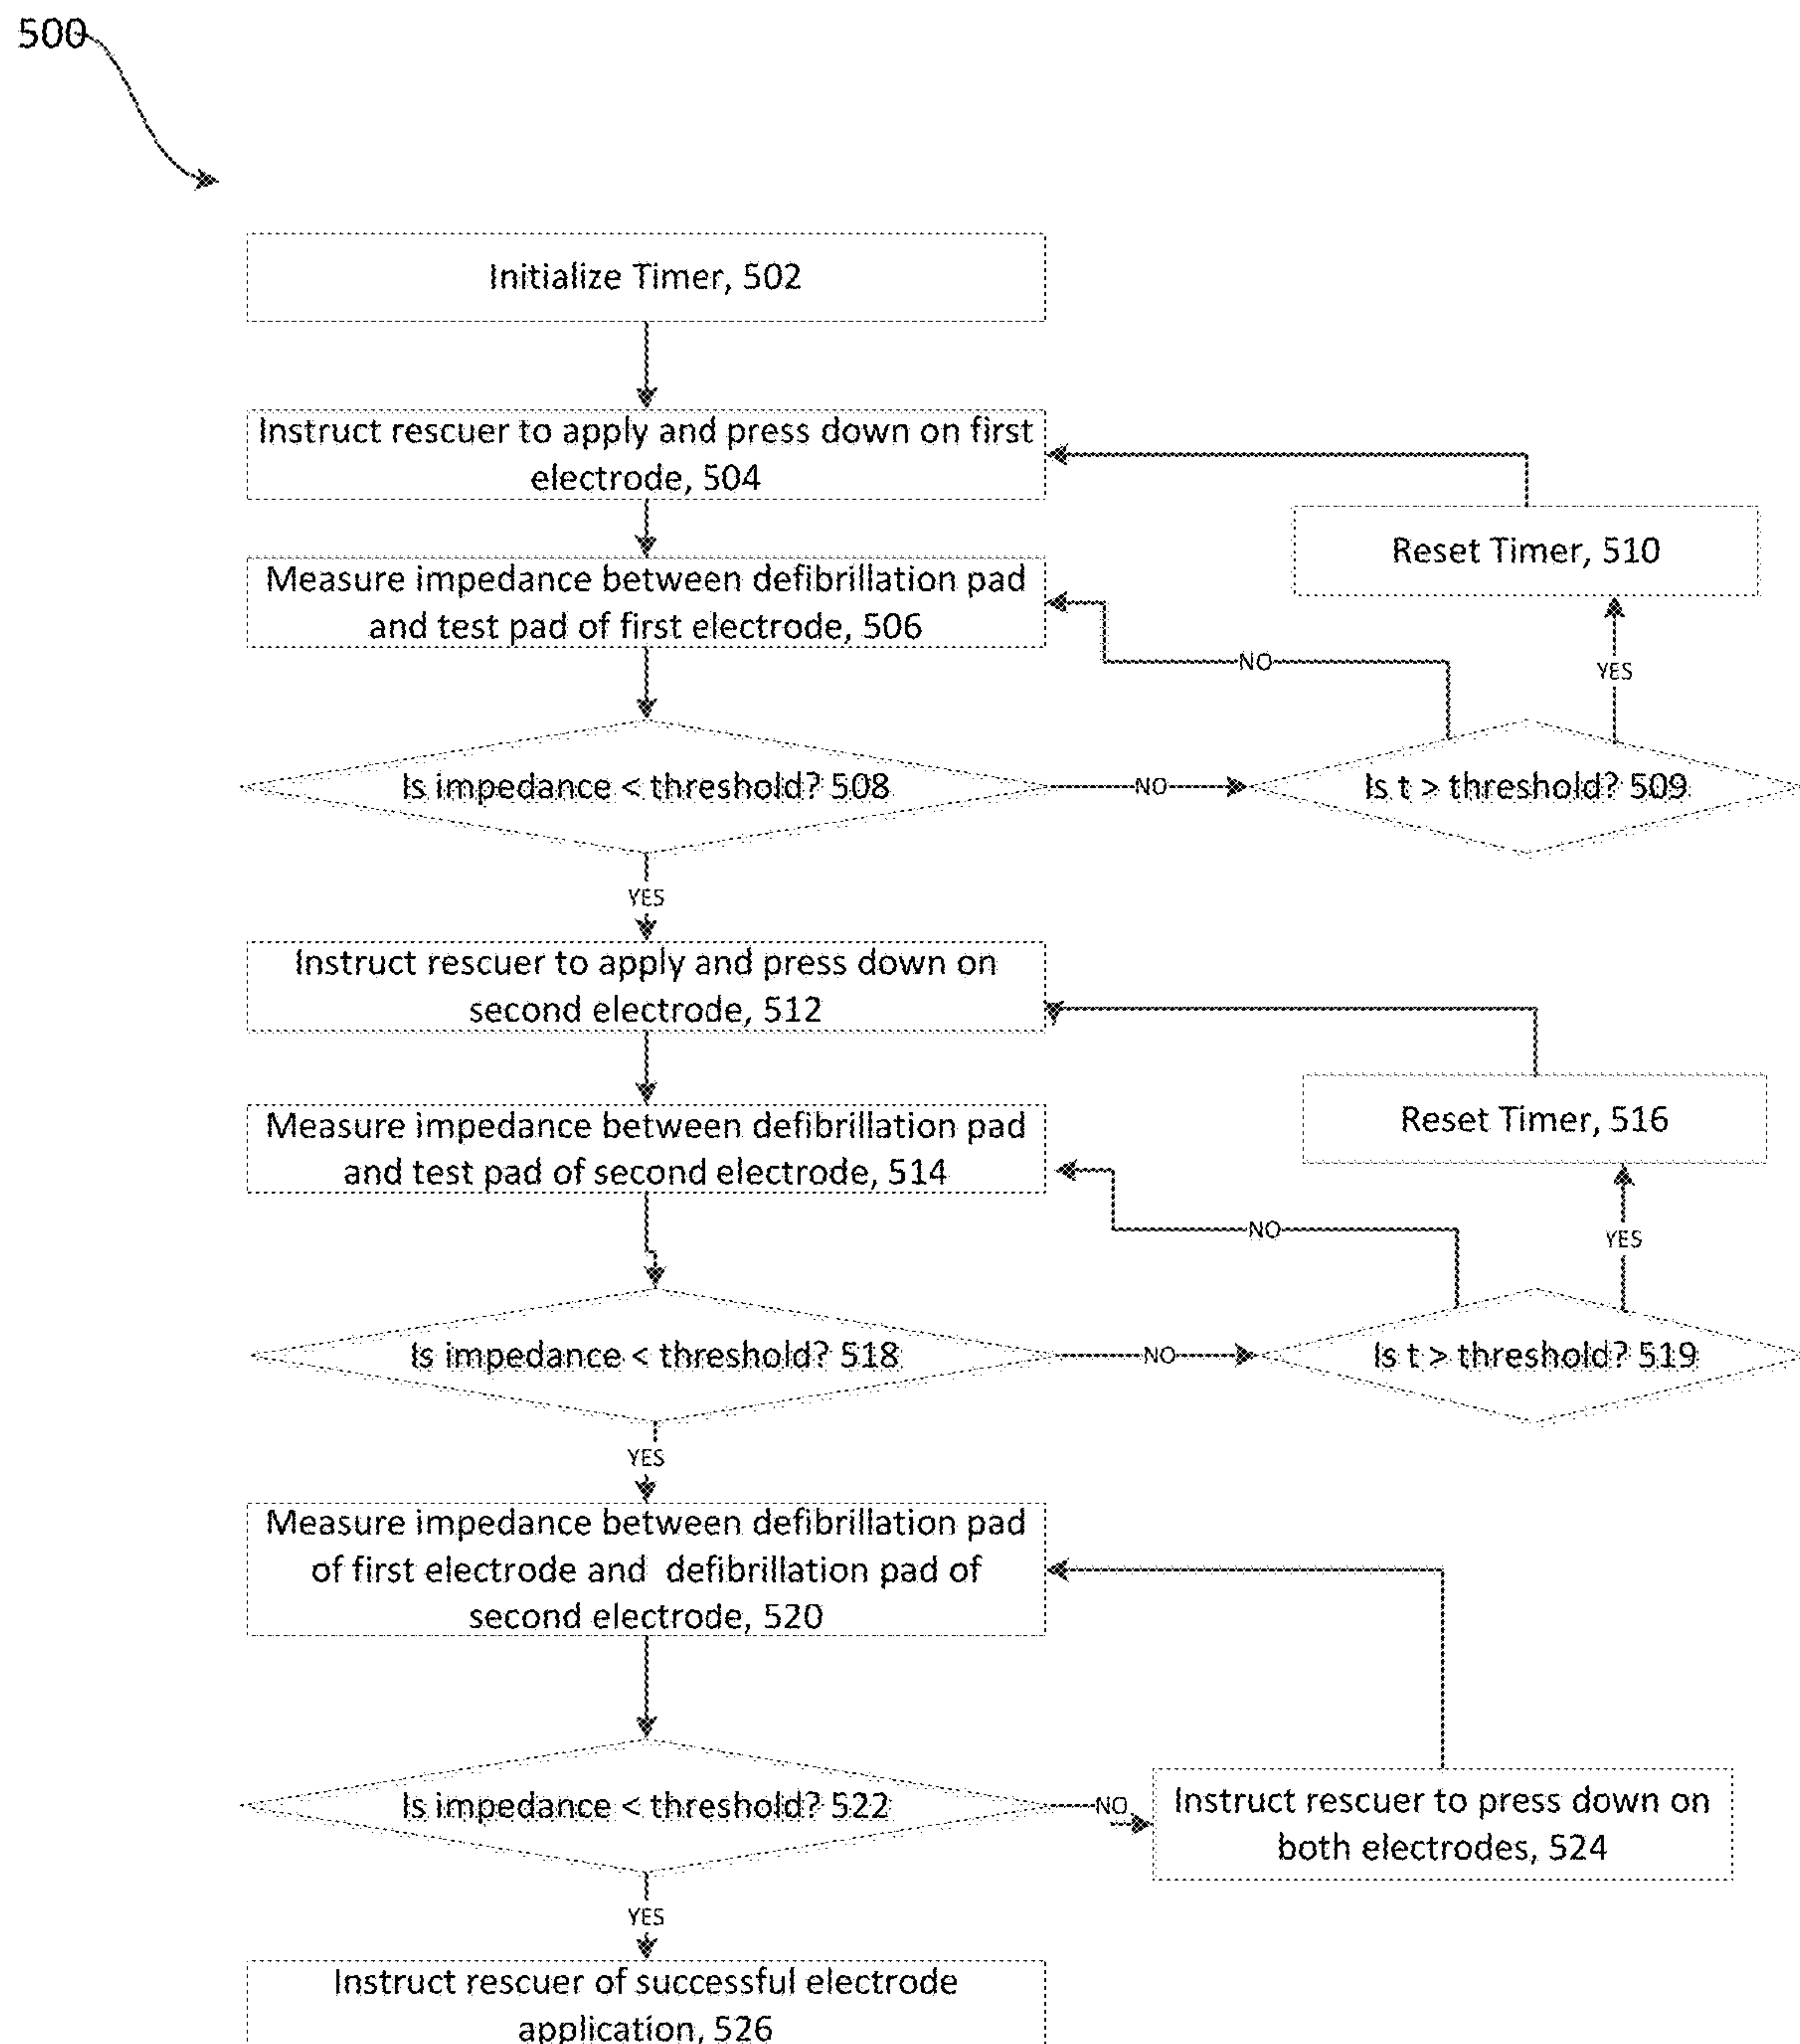 500
Initialize Timer, 502
Instruct rescuer to apply and press down on first
electrode, 504
Reset Timer, 510
Measure impedance between defibrillation pad
and test pad of first electrode, 506
NO
YES
Is impedance < threshold? 508
NO
Is t > threshold? 509
YES
Instruct rescuer to apply and press down on
second electrode, 512
Reset Timer, 516
Measure impedance between defibrillation pad
and test pad of second electrode, 514
NO
YES
Is impedance < threshold? 518
NO
Is t > threshold? 519
YES
Measure impedance between defibrillation pad
of first electrode and defibrillation pad of
second electrode, 520
Is impedance < threshold? 522
NO
Instruct rescuer to press down on
both electrodes, 524
YES
Instruct rescuer of successful electrode
application, 526